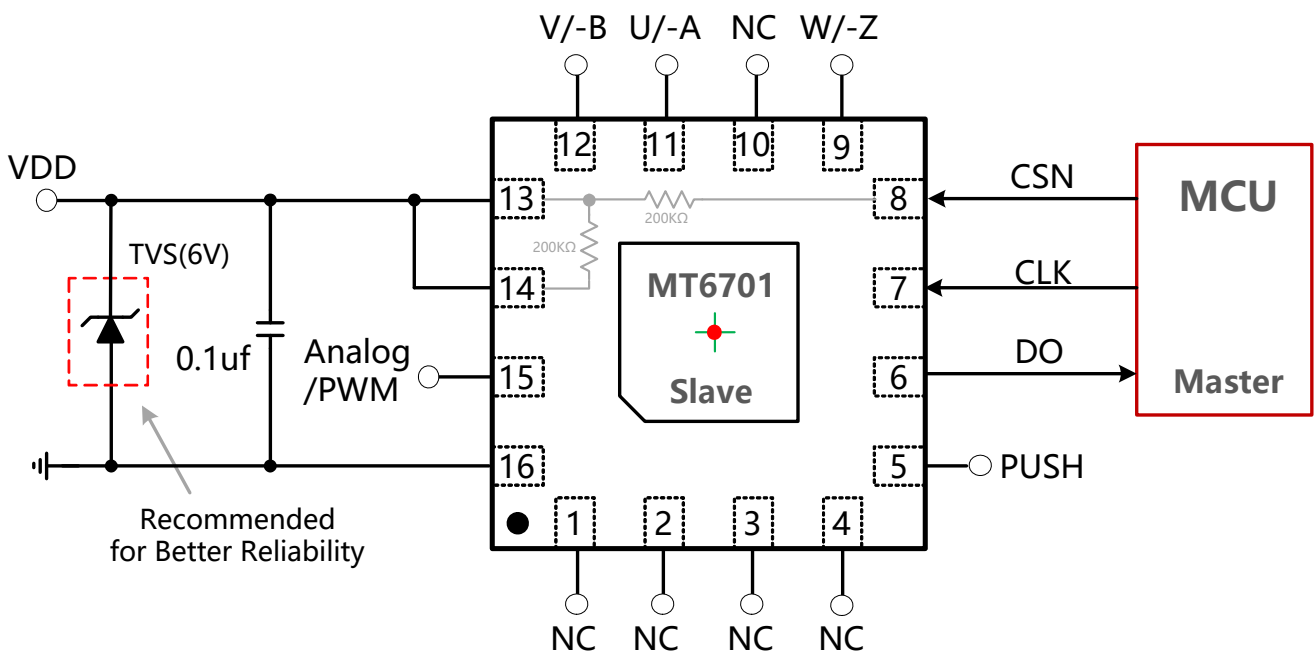 V/-B U/-A NC W/-Z
12 11 10 9
VDD
13
200KΩ
8
CSN
MCU
TVS(6V)
200KΩ
14
MT6701
7
CLK
0.1uf
Analog
/PWM
15
Slave
6
DO
Master
16
5
PUSH
Recommended
for Better Reliability
1 2 3 4
NC NC NC NC